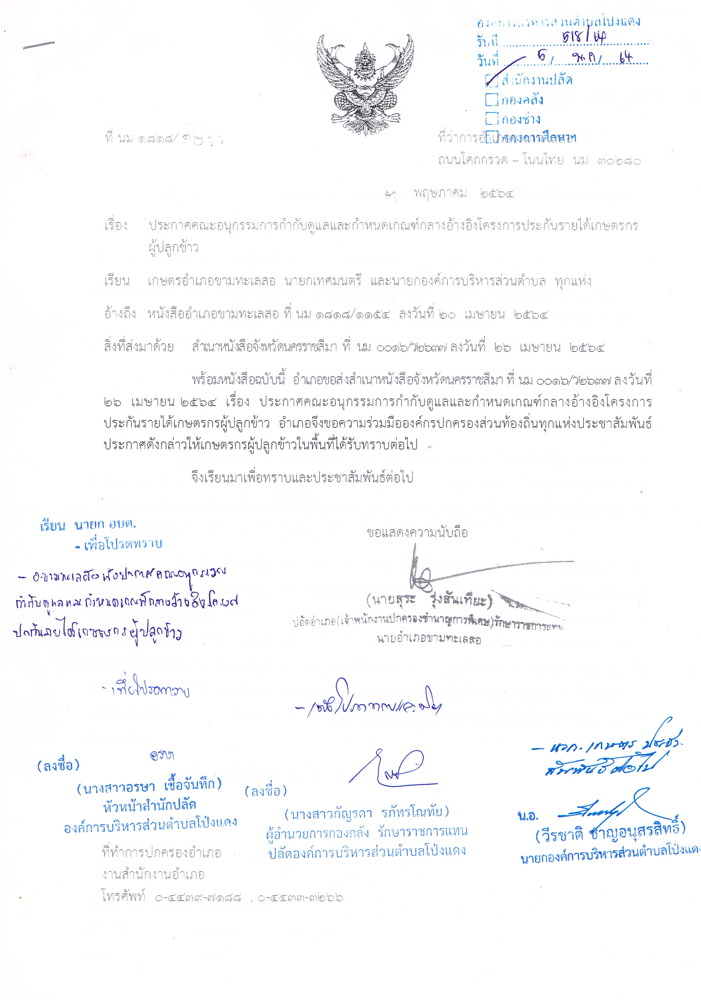 องค์การบริหารส่วนตำบลโป่งแดง
รับที่ 518/64
วันที่ 5 / พ.ค / 64
สำนักงานปลัด
กองคลัง
กองช่าง
กองการศึกษาฯ
ที่ นม ๑๘๑๘/
ที่ว่าการอำเภอขามทะเลสอ
ถนนโคกกรวด – โนนไทย นม ๓๐๒๘๐
๓ พฤษภาคม ๒๕๖๔
เรื่อง ประกาศคณะอนุกรรมการกำกับดูแลและกำหนดเกณฑ์กลางอ้างอิงโครงการประกันรายได้เกษตรกร
ผู้ปลูกข้าว
เรียน เกษตรอำเภอขามทะเลสอ นายกเทศมนตรี และนายกองค์การบริหารส่วนตำบล ทุกแห่ง
อ้างถึง หนังสืออำเภอขามทะเลสอ ที่ นม ๑๘๑๘/๑๑๕๔ ลงวันที่ ๒๐ เมษายน ๒๕๖๔
สิ่งที่ส่งมาด้วย สำเนาหนังสือจังหวัดนครราชสีมา ที่ นม ๐๐๑๖/ว๒๖๓๗ ลงวันที่ ๒๖ เมษายน ๒๕๖๔
พร้อมหนังสือฉบับนี้ อำเภอขอส่งสำเนาหนังสือจังหวัดนครราชสีมา ที่ นม ๐๐๑๖/ว๒๖๓๗ ลงวันที่
๒๖ เมษายน ๒๕๖๔ เรื่อง ประกาศคณะอนุกรรมการกำกับดูแลและกำหนดเกณฑ์กลางอ้างอิงโครงการ
ประกันรายได้เกษตรกรผู้ปลูกข้าว อำเภอจึงขอความร่วมมือองค์กรปกครองส่วนท้องถิ่นทุกแห่งประชาสัมพันธ์
ประกาศดังกล่าวให้เกษตรกรผู้ปลูกข้าวในพื้นที่ได้รับทราบต่อไป
จึงเรียนมาเพื่อทราบและประชาสัมพันธ์ต่อไป
เรียน นายก อบต.
- เพื่อโปรดทราบ
ขอแสดงความนับถือ
– อ.ขามทะเลสอ ส่งประกาศคณะอนุกรรมการ
กำกับดูแลและกำหนดเกณฑ์กลางอ้างอิงโครงการ
ประกันรายได้เกษตรกรผู้ปลูกข้าว
(นายสุระ รุ่งสันเทียะ)
ปลัดอำเภอ(เจ้าพนักงานปกครองชำนาญการพิเศษ)รักษาราชการแทน
นายอำเภอขามทะเลสอ
- เพื่อโปรดทราบ
– นวก. เกษตร ประชา
สัมพันธ์ต่อไป
(ลงชื่อ) อรษา
(นางสาวอรษา เชื้อจันทึก)
หัวหน้าสำนักปลัด
องค์การบริหารส่วนตำบลโป่งแดง
(ลงชื่อ)
(นางสาวกัญรดา รภัทรโณทัย)
ผู้อำนวยการกองคลัง รักษาราชการแทน
ปลัดองค์การบริหารส่วนตำบลโป่งแดง
น.อ.
(วีรชาติ ชาญอนุสรสิทธิ์)
นายกองค์การบริหารส่วนตำบลโป่งแดง
ที่ทำการปกครองอำเภอ
งานสำนักงานอำเภอ
โทรศัพท์ ๐-๔๔๓๙-๗๑๘๘ , ๐-๔๔๓๓-๓๒๖๖